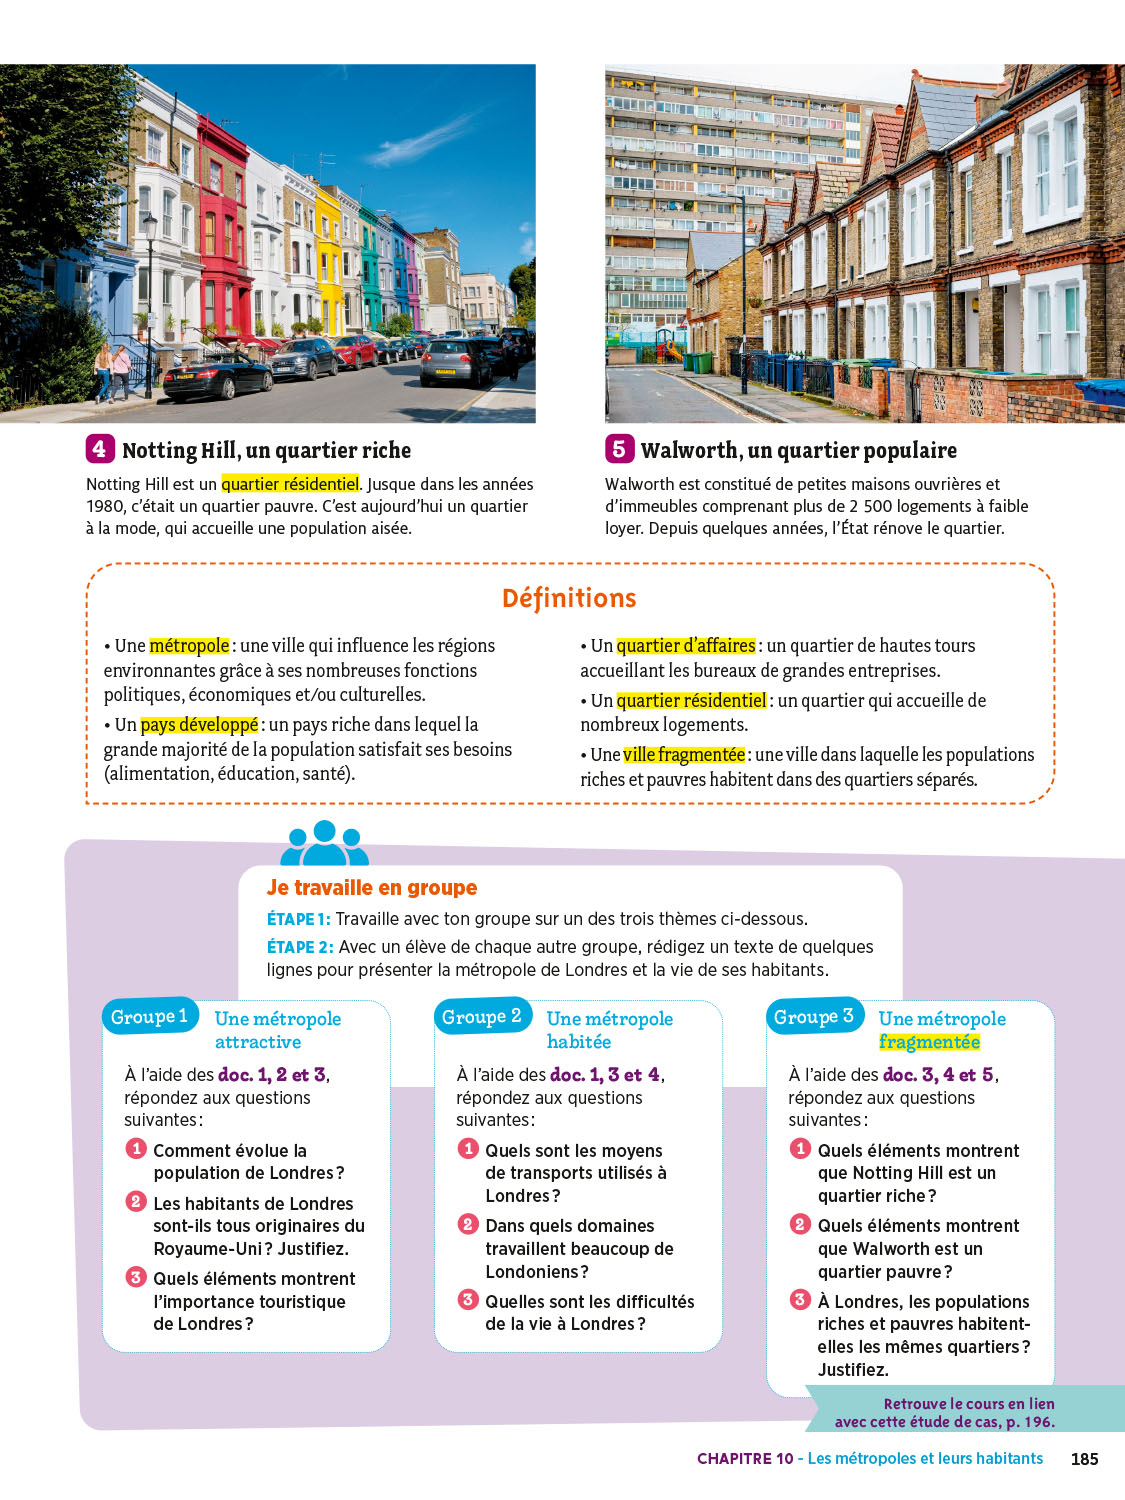 4 Notting Hill, un quartier riche
Notting Hill est un quartier résidentiel. Jusque dans les années
1980, c'était un quartier pauvre. C'est aujourd'hui un quartier
à la mode, qui accueille une population aisée.
5 Walworth, un quartier populaire
Walworth est constitué de petites maisons ouvrières et
d'immeubles comprenant plus de 2 500 logements à faible
loyer. Depuis quelques années, l'État rénove le quartier.
Définitions
• Une métropole : une ville qui influence les régions
environnantes grâce à ses nombreuses fonctions
politiques, économiques et/ou culturelles.
• Un pays développé : un pays riche dans lequel la
grande majorité de la population satisfait ses besoins
(alimentation, éducation, santé).
• Un quartier d'affaires : un quartier de hautes tours
accueillant les bureaux de grandes entreprises.
• Un quartier résidentiel : un quartier qui accueille de
nombreux logements.
• Une ville fragmentée : une ville dans laquelle les populations
riches et pauvres habitent dans des quartiers séparés.
Je travaille en groupe
ÉTAPE 1 : Travaille avec ton groupe sur un des trois thèmes ci-dessous.
ÉTAPE 2 : Avec un élève de chaque autre groupe, rédigez un texte de quelques
lignes pour présenter la métropole de Londres et la vie de ses habitants.
Groupe 1 Une métropole
attractive
À l'aide des doc. 1, 2 et 3,
répondez aux questions
suivantes :
1 Comment évolue la
population de Londres ?
2 Les habitants de Londres
sont-ils tous originaires du
Royaume-Uni ? Justifiez.
3 Quels éléments montrent
l'importance touristique
de Londres ?
Groupe 2 Une métropole
habitée
À l'aide des doc. 1, 3 et 4,
répondez aux questions
suivantes :
1 Quels sont les moyens
de transports utilisés à
Londres ?
2 Dans quels domaines
travaillent beaucoup de
Londoniens ?
3 Quelles sont les difficultés
de la vie à Londres ?
Groupe 3 Une métropole
fragmentée
À l'aide des doc. 3, 4 et 5,
répondez aux questions
suivantes :
1 Quels éléments montrent
que Notting Hill est un
quartier riche ?
2 Quels éléments montrent
que Walworth est un
quartier pauvre ?
3 À Londres, les populations
riches et pauvres habitent-
elles les mêmes quartiers ?
Justifiez.
Retrouve le cours en lien
avec cette étude de cas, p. 196.
CHAPITRE 10 - Les métropoles et leurs habitants 185